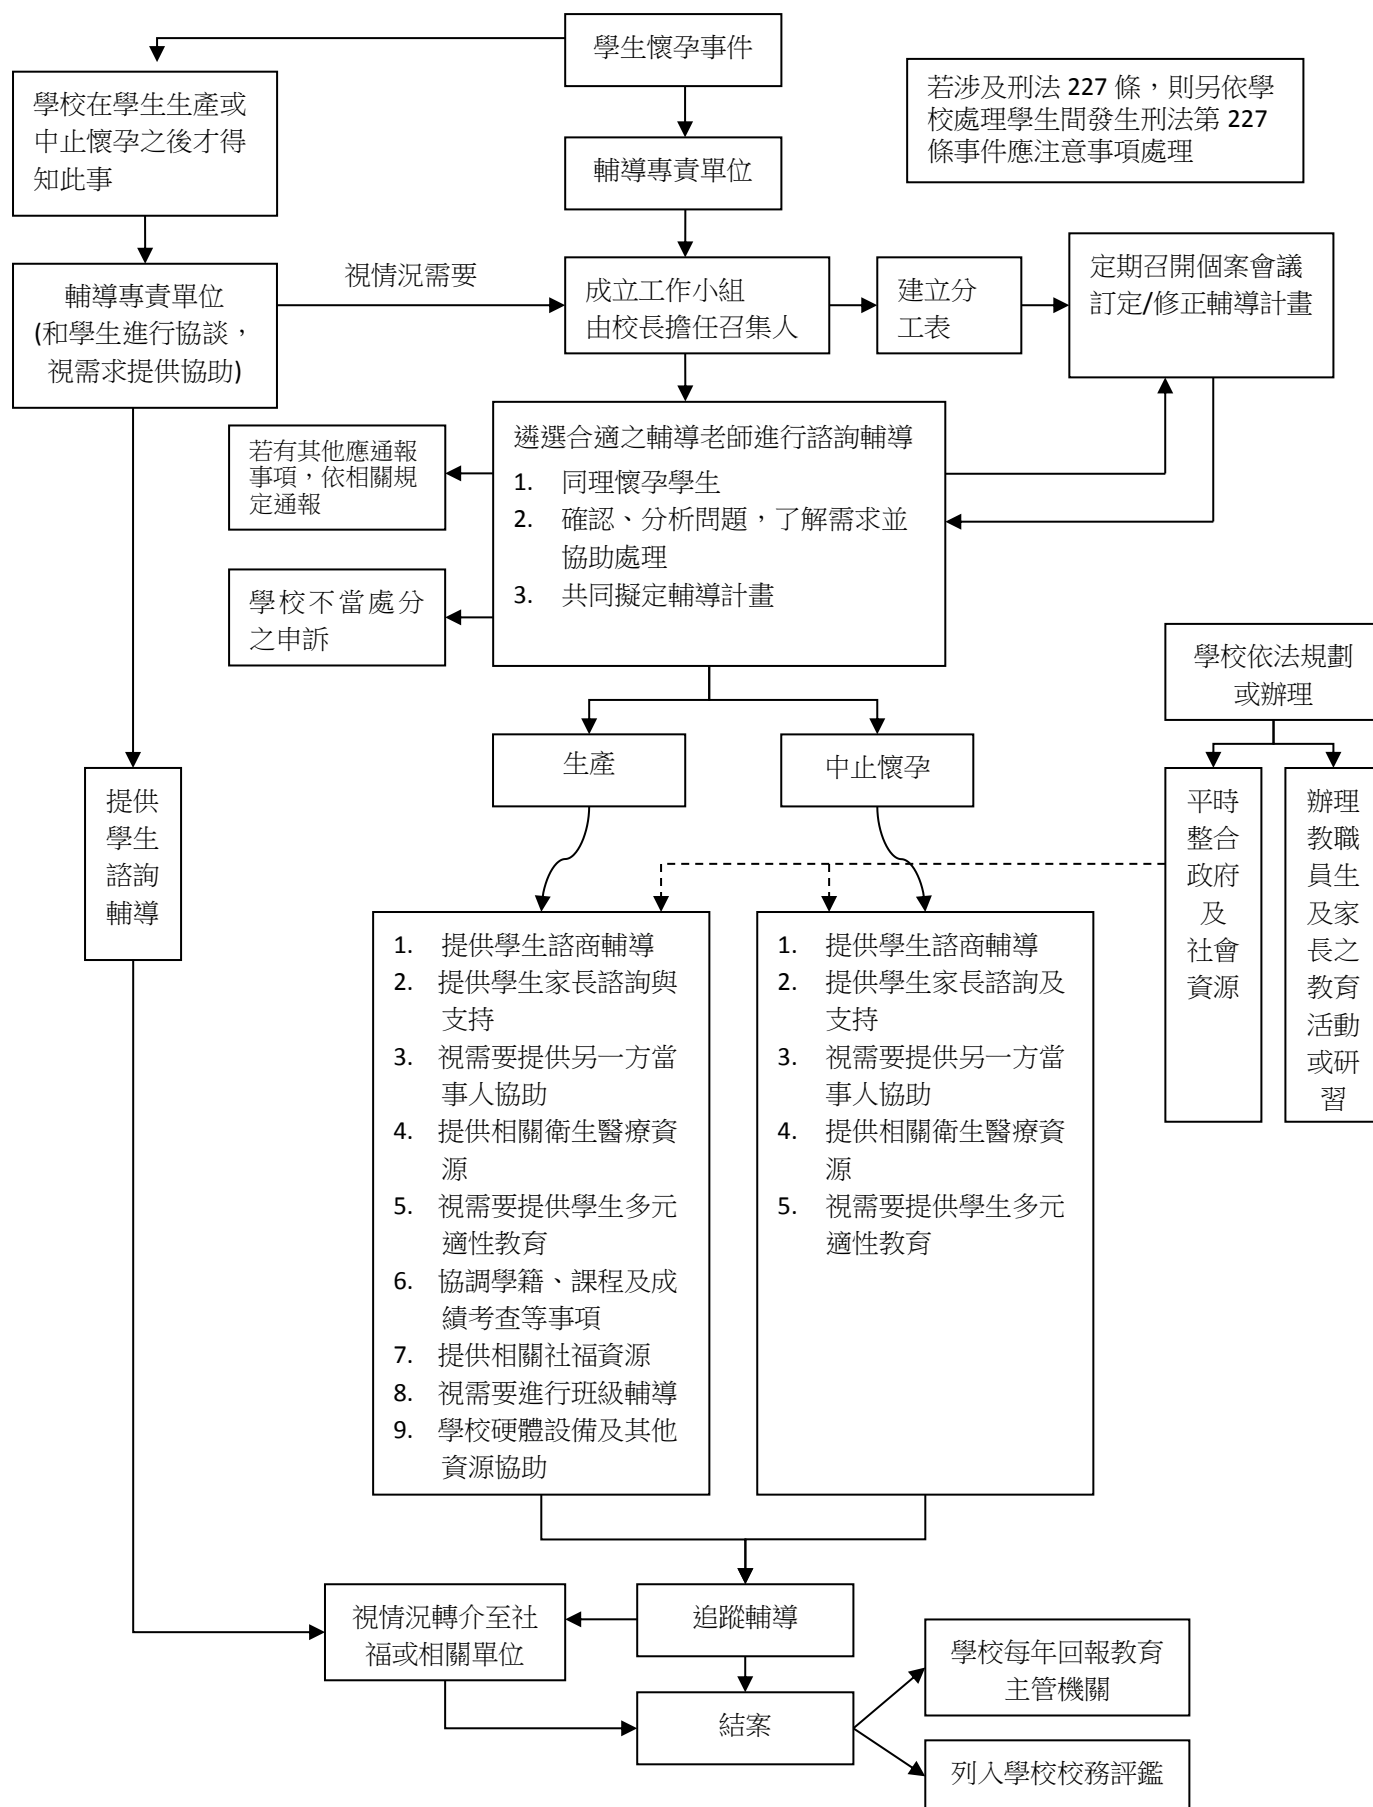 學生懷孕事件
若涉及刑法 227 條，則另依學
校處理學生間發生刑法第 227
條事件應注意事項處理
學校在學生生產或
中止懷孕之後才得
知此事
輔導專責單位
輔導專責單位
(和學生進行協談，
視需求提供協助)
視情況需要
成立工作小組
由校長擔任召集人
建立分
工表
定期召開個案會議
訂定/修正輔導計畫
遴選合適之輔導老師進行諮詢輔導
1. 同理懷孕學生
2. 確認、分析問題，了解需求並
協助處理
3. 共同擬定輔導計畫
若有其他應通報
事項，依相關規
定通報
學校不當處分
之申訴
學校依法規劃
或辦理
生產
中止懷孕
提供
學生
諮詢
輔導
平時
整合
政府
及
社會
資源
辦理
教職
員生
及家
長之
教育
活動
或研
習
1. 提供學生諮商輔導
2. 提供學生家長諮詢與
支持
3. 視需要提供另一方當
事人協助
4. 提供相關衛生醫療資
源
5. 視需要提供學生多元
適性教育
6. 協調學籍、課程及成
績考查等事項
7. 提供相關社福資源
8. 視需要進行班級輔導
9. 學校硬體設備及其他
資源協助
1. 提供學生諮商輔導
2. 提供學生家長諮詢及
支持
3. 視需要提供另一方當
事人協助
4. 提供相關衛生醫療資
源
5. 視需要提供學生多元
適性教育
視情況轉介至社
福或相關單位
追蹤輔導
結案
學校每年回報教育
主管機關
列入學校校務評鑑